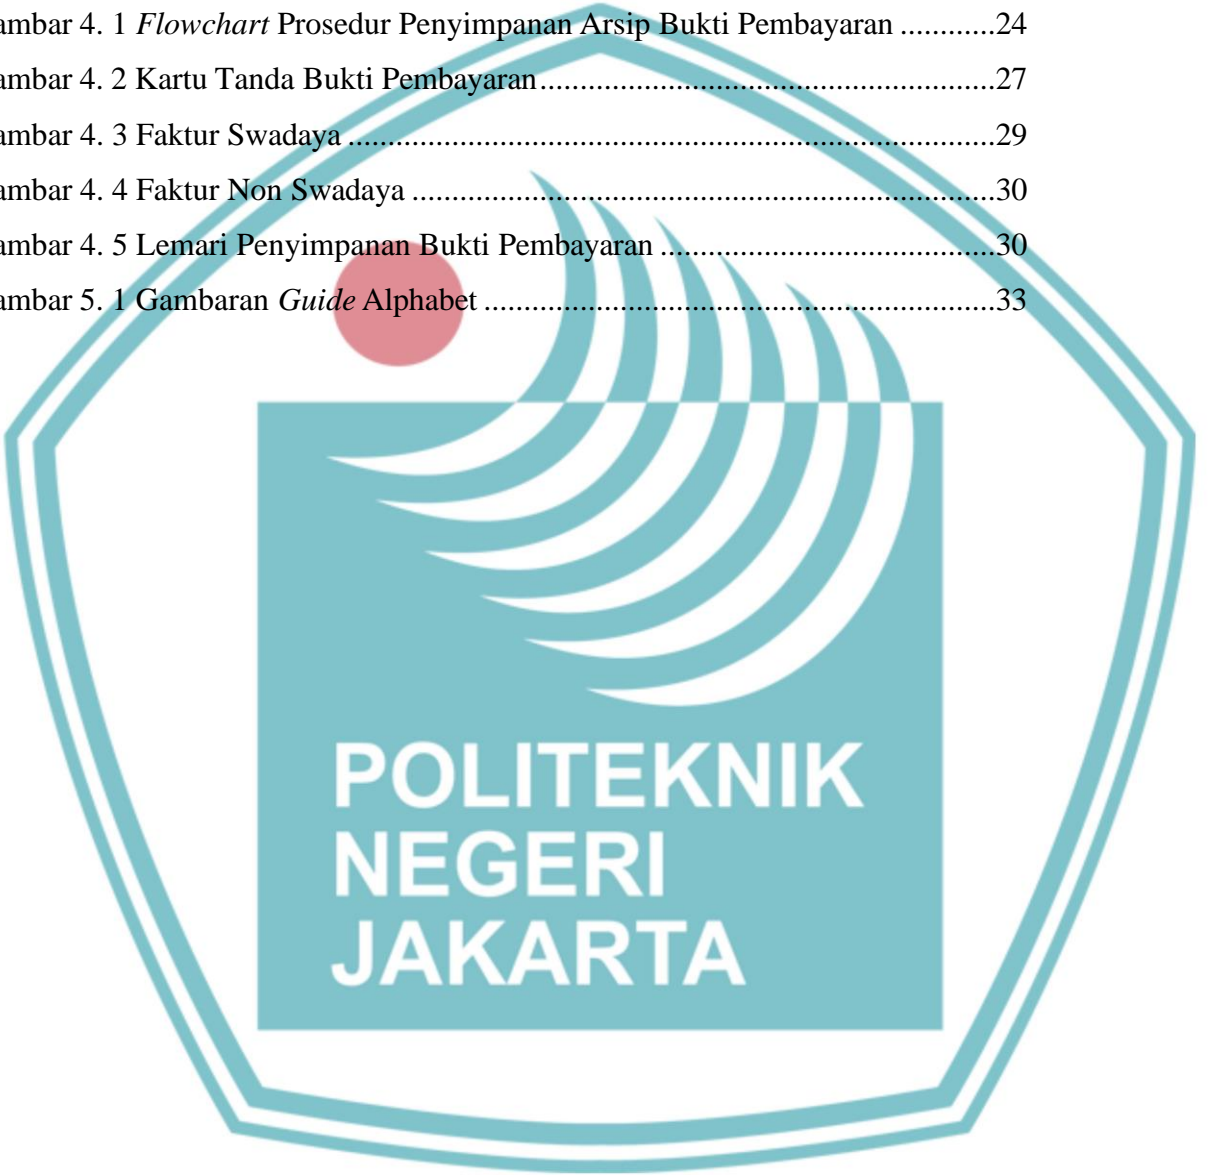 ambar 4. 1 Flowchart Prosedur Penyimpanan Arsip Bukti Pembayaran ............24
ambar 4. 2 Kartu Tanda Bukti Pembayaran.........................................................27
ambar 4. 3 Faktur Swadaya .................................................................................29
ambar 4. 4 Faktur Non Swadaya .........................................................................30
ambar 4. 5 Lemari Penyimpanan Bukti Pembayaran ..........................................30
ambar 5. 1 Gambaran Guide Alphabet ................................................................33
POLITEKNIK
NEGERI
JAKARTA